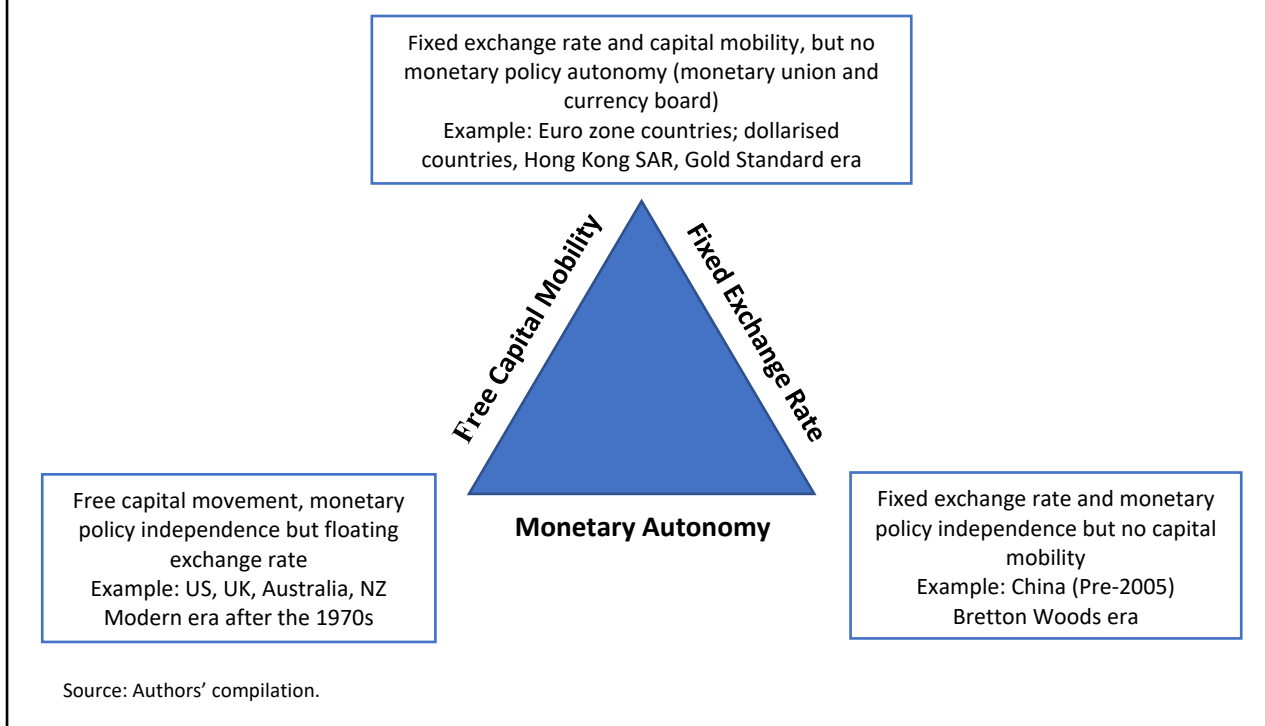 Fixed exchange rate and capital mobility, but no
monetary policy autonomy (monetary union and
currency board)
Example: Euro zone countries; dollarised
countries, Hong Kong SAR, Gold Standard era
Free Capital Mobility
Fixed Exchange Rate
Monetary Autonomy
Free capital movement, monetary
policy independence but floating
exchange rate
Example: US, UK, Australia, NZ
Modern era after the 1970s
Fixed exchange rate and monetary
policy independence but no capital
mobility
Example: China (Pre-2005)
Bretton Woods era
Source: Authors’ compilation.